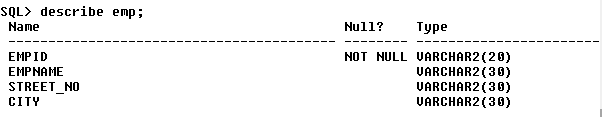 SQL> describe emp;
Name Null? Type
----------------------------------------- -------- ----------------------------
EMPID NOT NULL VARCHAR2(20)
EMPNAME VARCHAR2(30)
STREET_NO VARCHAR2(30)
CITY VARCHAR2(30)